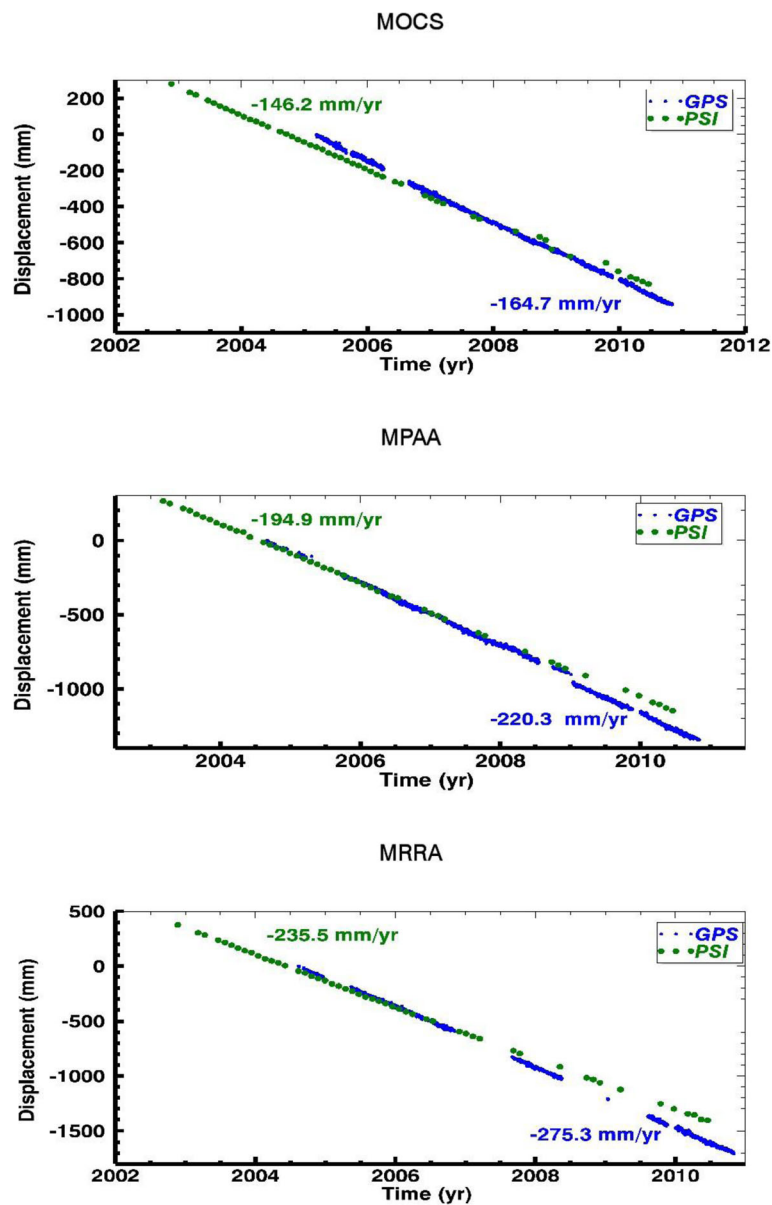 MOCS
200
0
-200
-400
-600
-800
-1000
Displacement (mm)
-146.2 mm/yr
GPS
PSI
-164.7 mm/yr
2002 2004 2006 2008 2010 2012
Time (yr)
MPAA
0
-500
-1000
Displacement (mm)
-194.9 mm/yr
GPS
PSI
-220.3 mm/yr
2004 2006 2008 2010
Time (yr)
MRRA
500
0
-500
-1000
-1500
Displacement (mm)
-235.5 mm/yr
GPS
PSI
-275.3 mm/yr
2002 2004 2006 2008 2010
Time (yr)